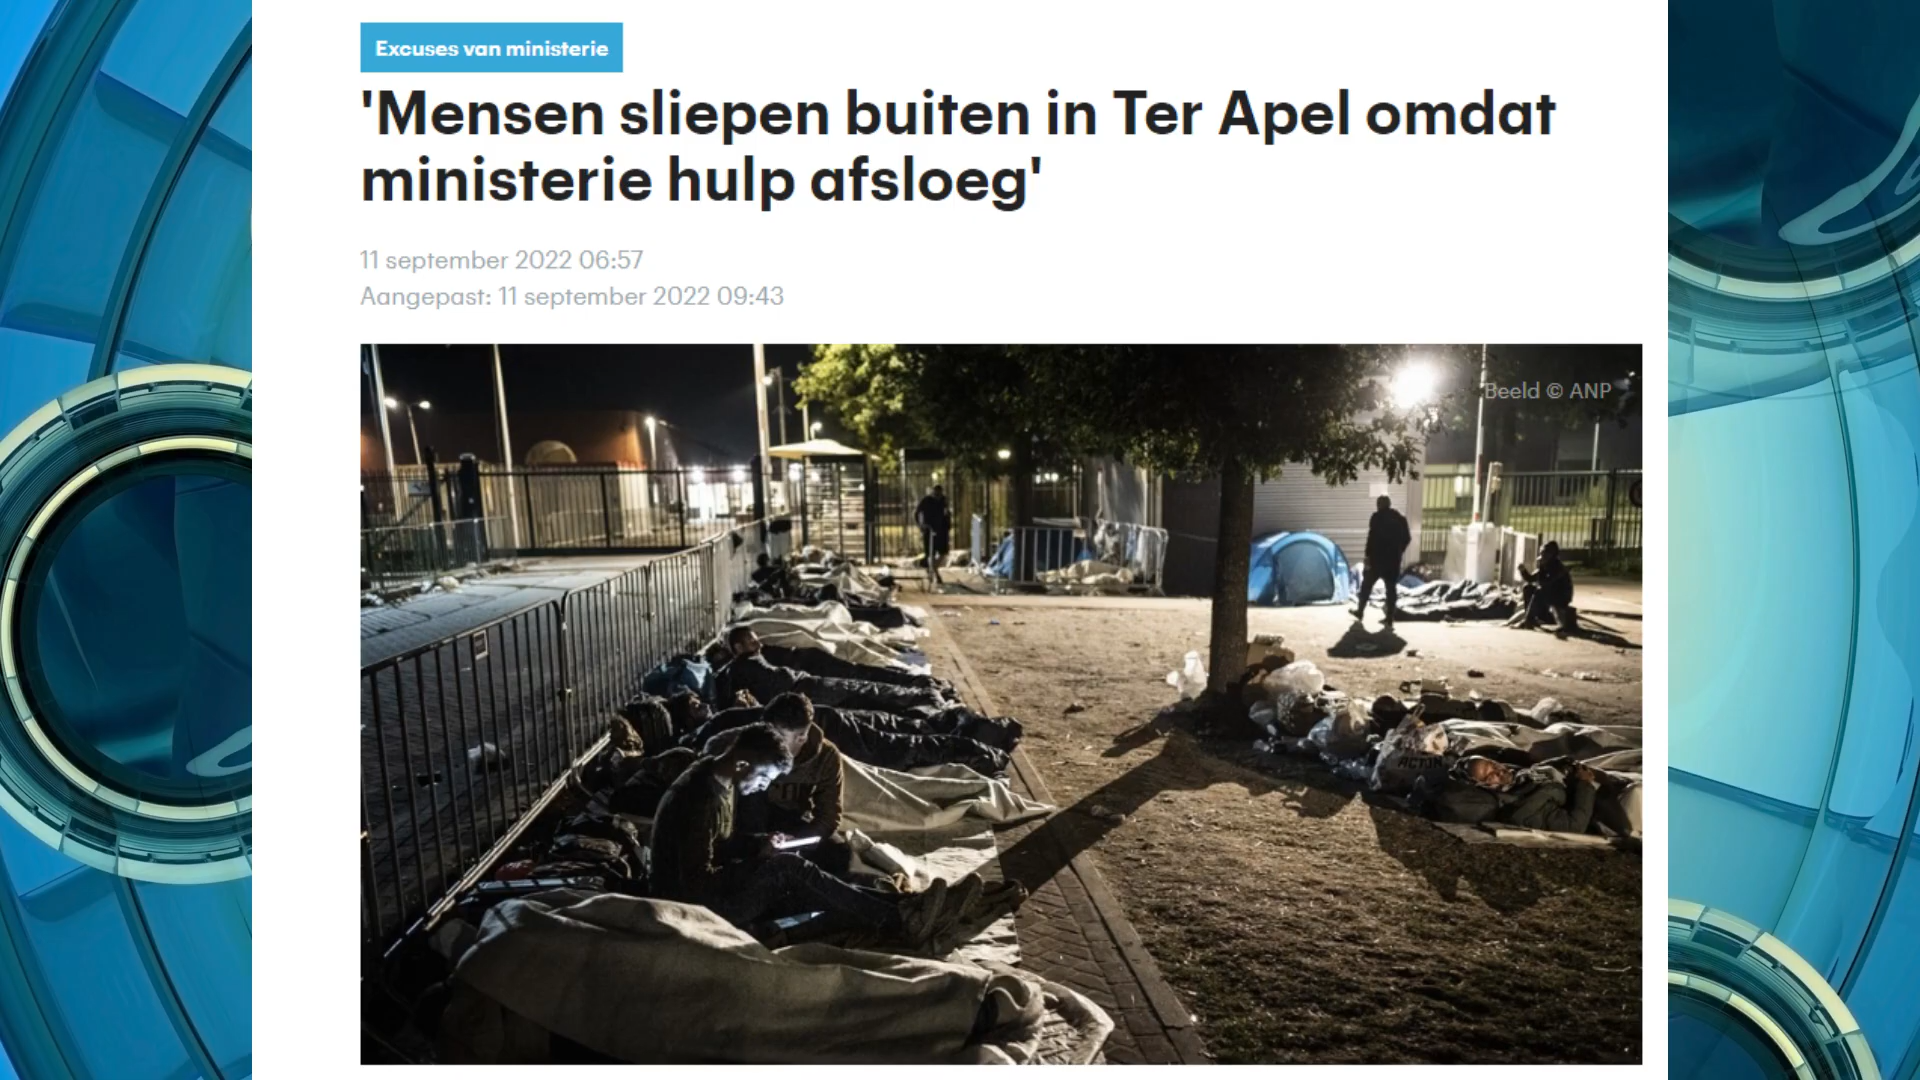 Excuses van ministerie
'Mensen sliepen buiten in Ter Apel omdat
ministerie hulp afsloeg'
11 september 2022 06:57
Aangepast: 11 september 2022 09:43
Beeld © ANP
ACTION